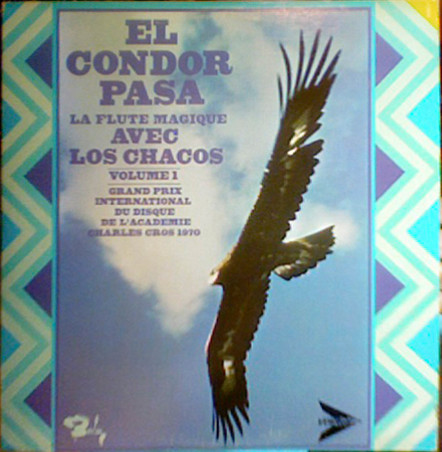 EL
CONDOR
PASA
LA FLUTE MAGIQUE
AVEC
LOS CHACOS
VOLUME 1
GRAND PRIX
INTERNATIONAL
DU DISQUE
DE L'ACADEMIE
CHARLES CROS 1970